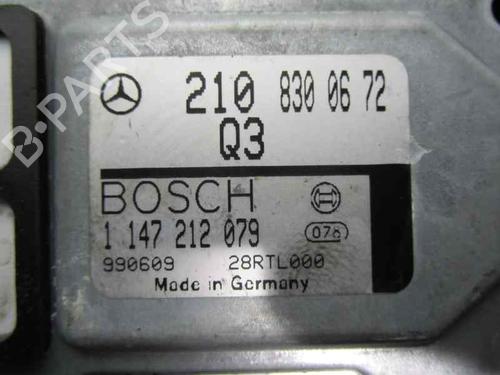 210 830 06 72
Q3
BOSCH
1 147 212 079
076
990609 28RTL000
Made in Germany
B-PARTS